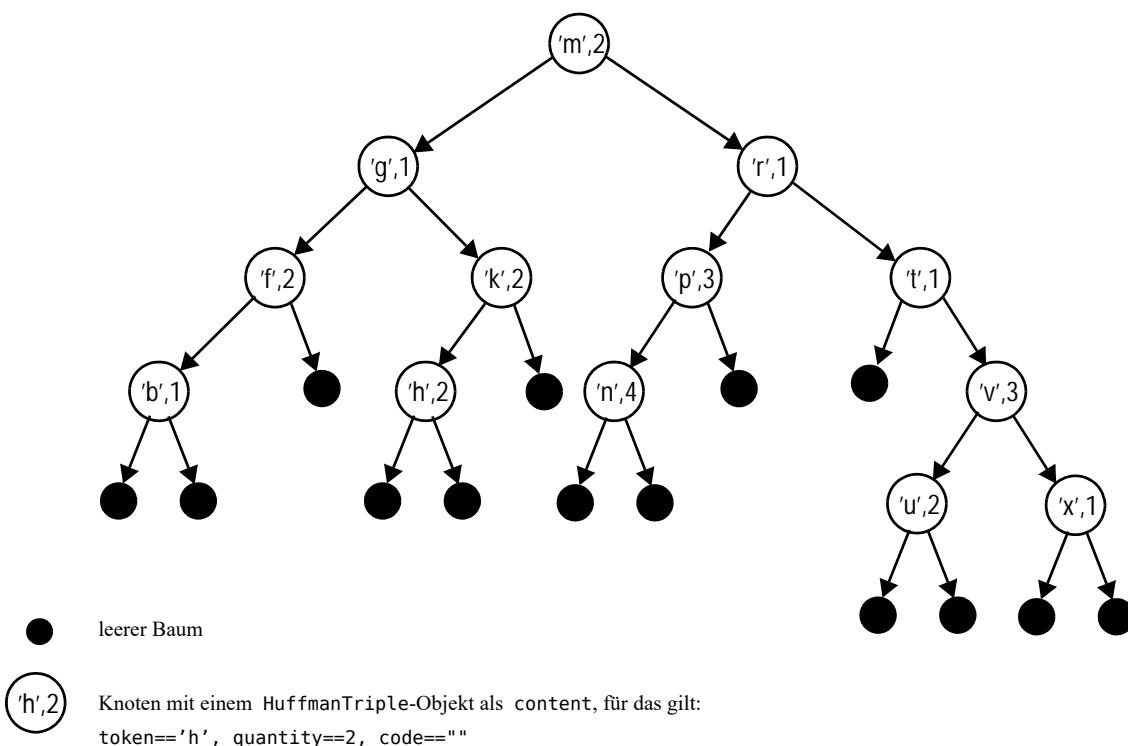 'm',2
'g',1
'r',1
'f',2
'k',2
'p',3
't',1
'b',1
'h',2
'n',4
'v',3
'u',2
'x',1
leerer Baum
'h',2 Knoten mit einem HuffmanTriple-Objekt als content, für das gilt:
token=='h', quantity==2, code==""